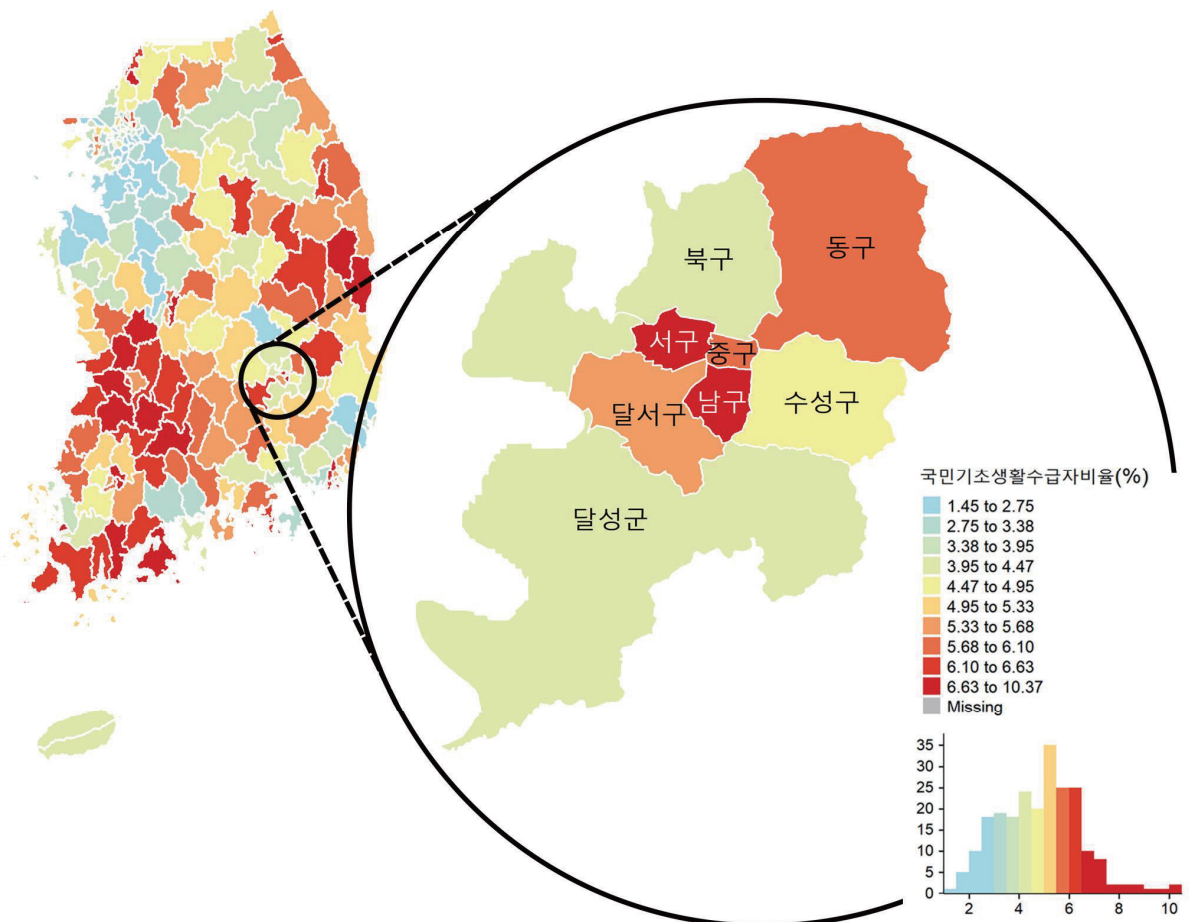 북구
동구
서구
중구
달서구
남구
수성구
달성군
국민기초생활수급자비율(%)
1.45 to 2.75
2.75 to 3.38
3.38 to 3.95
3.95 to 4.47
4.47 to 4.95
4.95 to 5.33
5.33 to 5.68
5.68 to 6.10
6.10 to 6.63
6.63 to 10.37
Missing
35
30
25
20
15
10
5
0
2 4 6 8 10